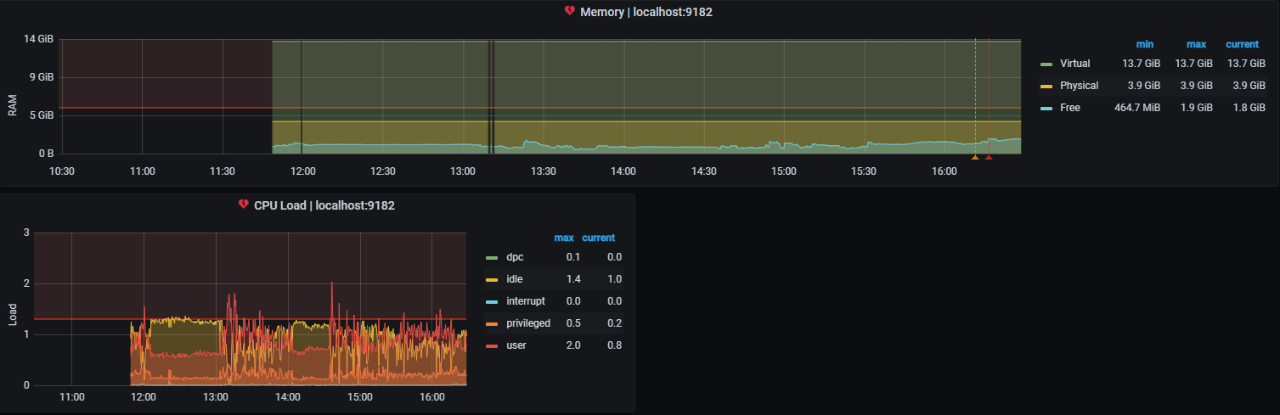 Memory | localhost:9182
14 GiB
9 GiB
5 GiB
0 B
RAM
10:30 11:00 11:30 12:00 12:30 13:00 13:30 14:00 14:30 15:00 15:30 16:00
min max current
Virtual 13.7 GiB 13.7 GiB 13.7 GiB
Physical 3.9 GiB 3.9 GiB 3.9 GiB
Free 464.7 MiB 1.9 GiB 1.8 GiB
CPU Load | localhost:9182
3
2
1
0
Load
11:00 12:00 13:00 14:00 15:00 16:00
max current
dpc 0.1 0.0
idle 1.4 1.0
interrupt 0.0 0.0
privileged 0.5 0.2
user 2.0 0.8